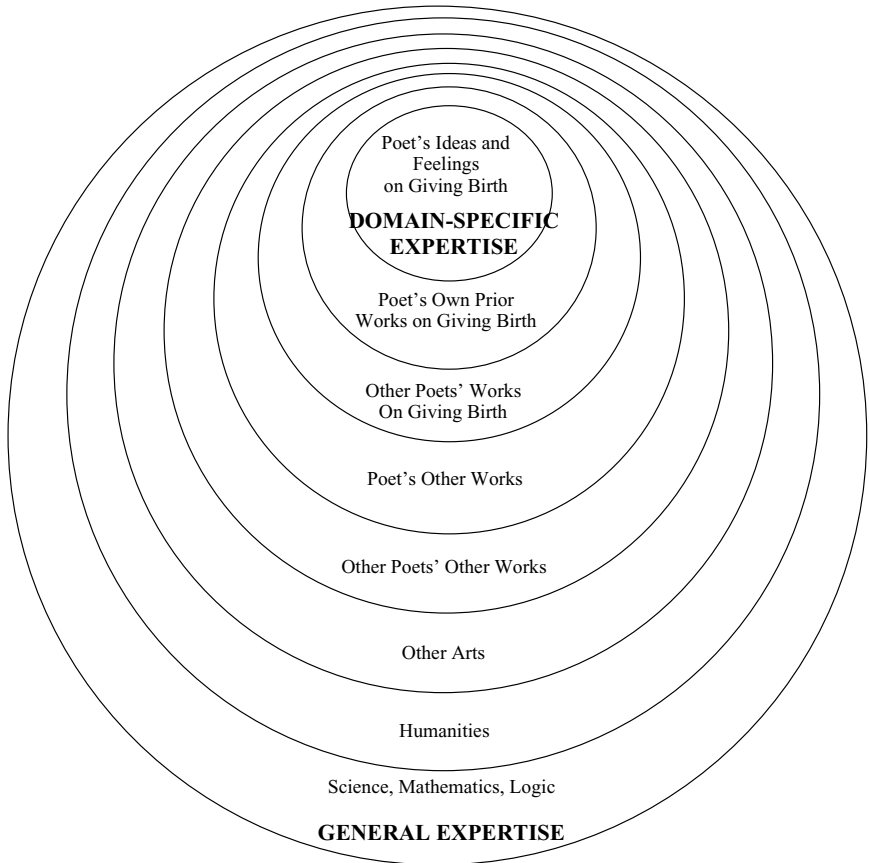 Poet’s Ideas and
Feelings
on Giving Birth
DOMAIN-SPECIFIC
EXPERTISE
Poet’s Own Prior
Works on Giving Birth
Other Poets’ Works
On Giving Birth
Poet’s Other Works
Other Poets’ Other Works
Other Arts
Humanities
Science, Mathematics, Logic
GENERAL EXPERTISE